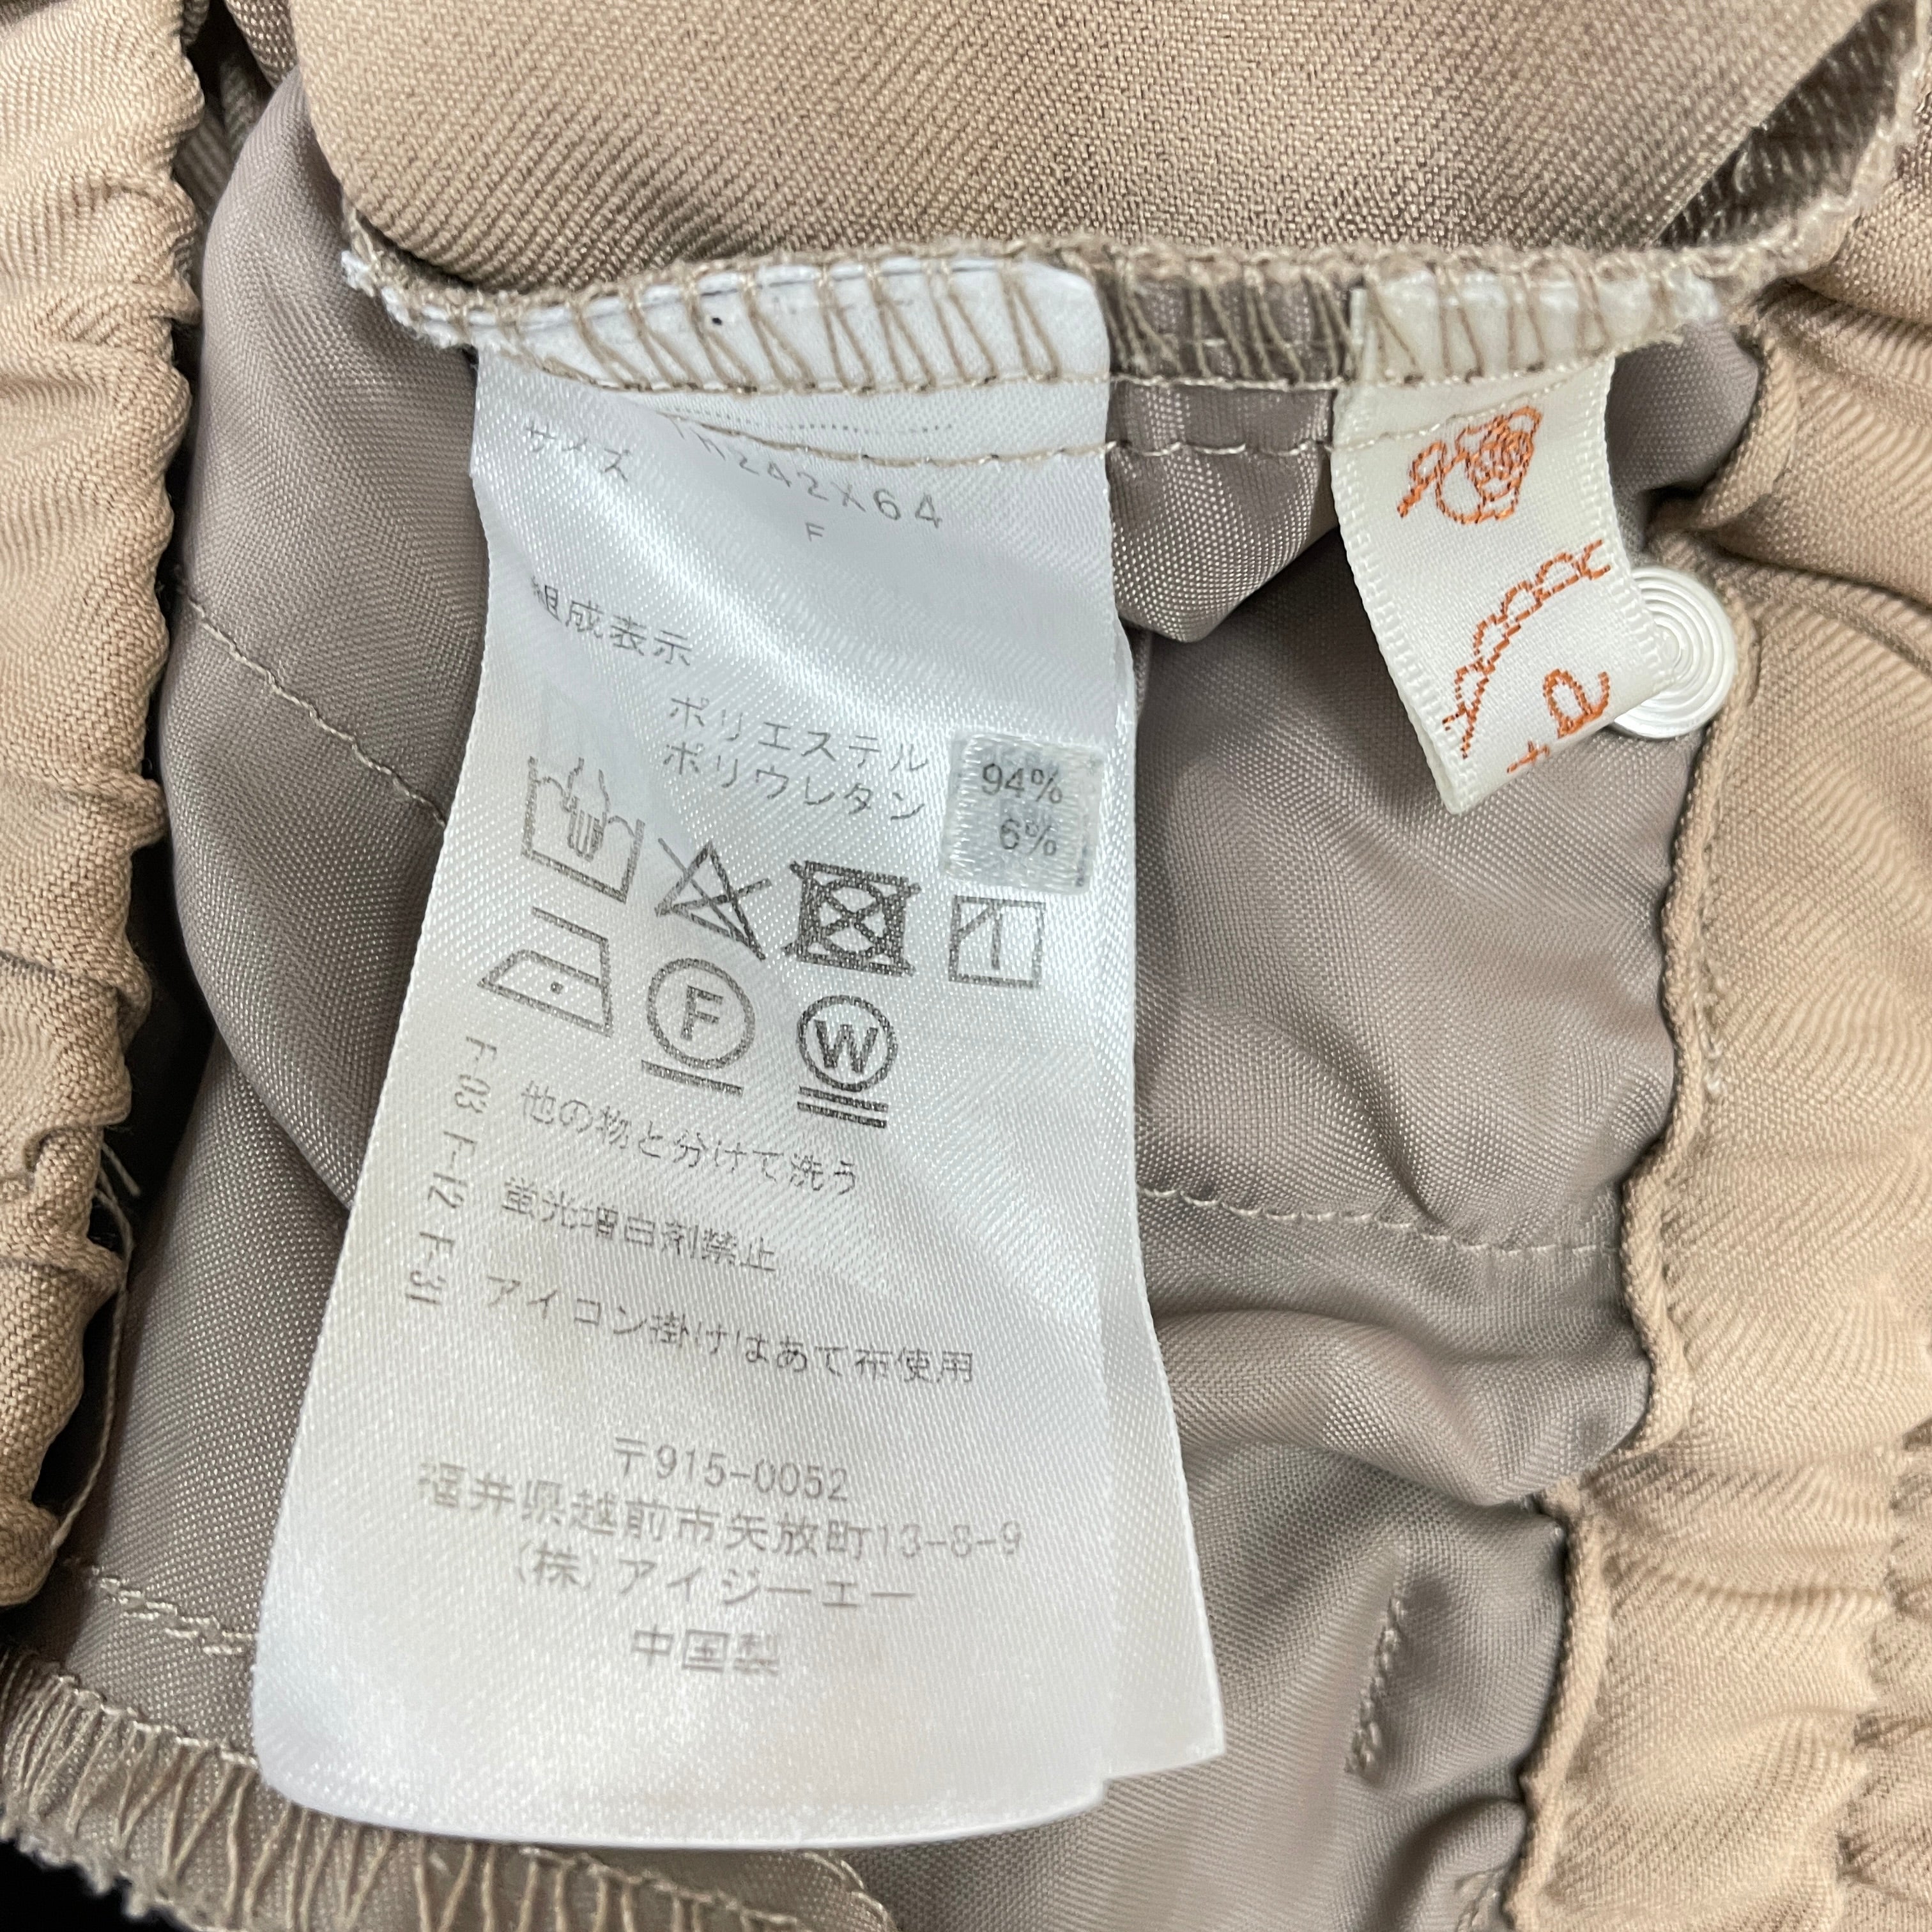 サイズ
Th242X64
F
組成表示
ポリエステル 94%
ポリウレタン 6%
F
W
F-03 F-12 F-31
他の物と分けて洗う
蛍光増白剤禁止
アイコン掛けはあて布使用
〒915-0052
福井県越前市矢放町13-8-9
(株)アイジーエー
中国製